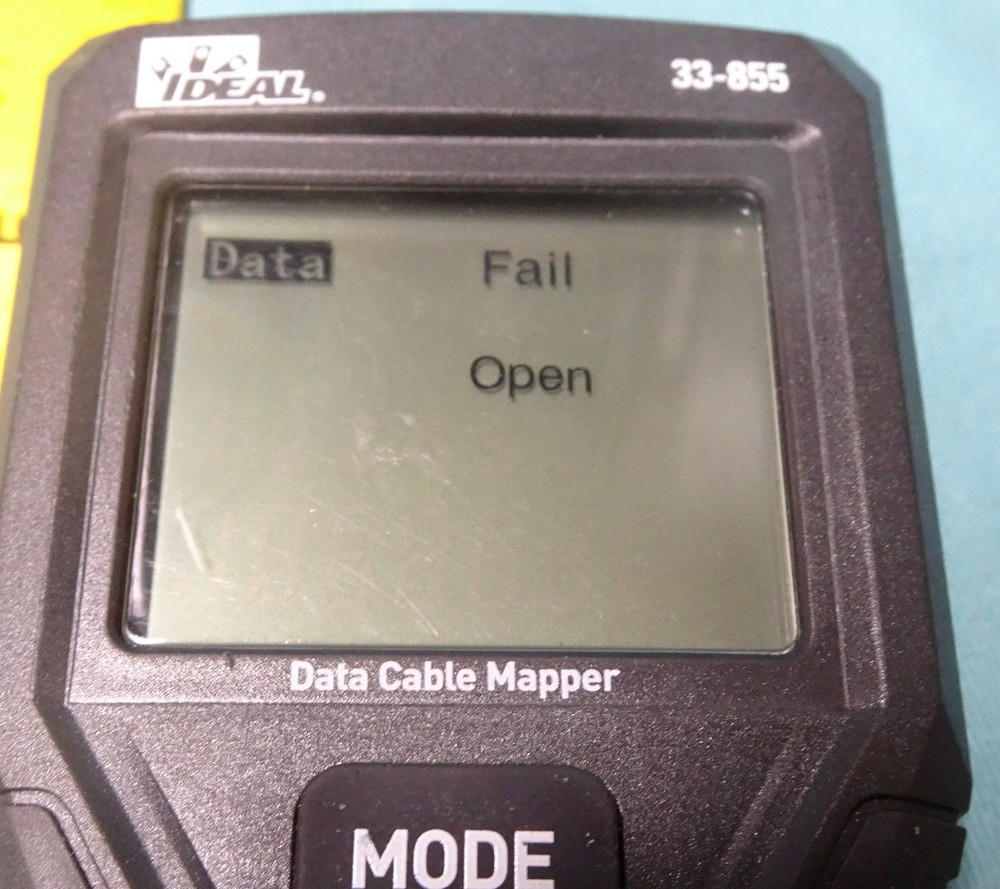 IDEAL. 33-855
Data Fail
Open
Data Cable Mapper
MODE